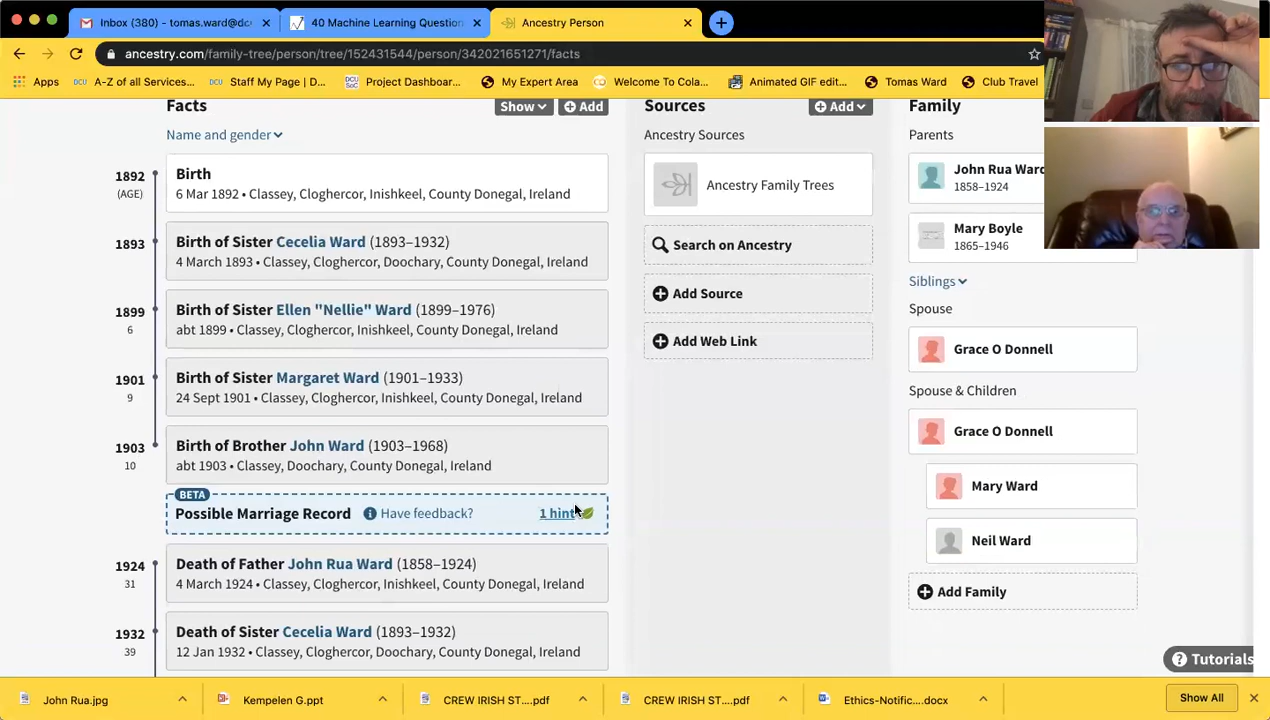 Inbox (380) - tomas.ward@dc
40 Machine Learning Question
Ancestry Person
ancestry.com/family-tree/person/tree/152431544/person/342021651271/facts
Apps
A-Z of all Services...
Staff My Page | D...
Project Dashboar...
My Expert Area
Welcome To Cola...
Animated GIF edit...
Tomas Ward
Club Travel
Facts
Show
Add
Sources
Add
Family
Name and gender
Ancestry Sources
Parents
1892
(AGE)
Birth
6 Mar 1892 • Classey, Cloghercor, Inishkeel, County Donegal, Ireland
Ancestry Family Trees
John Rua Ward
1858–1924
1893
Birth of Sister Cecelia Ward (1893–1932)
4 March 1893 • Classey, Cloghercor, Doochary, County Donegal, Ireland
Search on Ancestry
Mary Boyle
1865–1946
Siblings
1899
6
Birth of Sister Ellen "Nellie" Ward (1899–1976)
abt 1899 • Classey, Cloghercor, Inishkeel, County Donegal, Ireland
Add Source
Add Web Link
Spouse
Grace O Donnell
1901
9
Birth of Sister Margaret Ward (1901–1933)
24 Sept 1901 • Classey, Cloghercor, Inishkeel, County Donegal, Ireland
Spouse & Children
Grace O Donnell
1903
10
Birth of Brother John Ward (1903–1968)
abt 1903 • Classey, Doochary, County Donegal, Ireland
Mary Ward
BETA
Possible Marriage Record
Have feedback?
1 hint
Neil Ward
1924
31
Death of Father John Rua Ward (1858–1924)
4 March 1924 • Classey, Cloghercor, Inishkeel, County Donegal, Ireland
Add Family
1932
39
Death of Sister Cecelia Ward (1893–1932)
12 Jan 1932 • Classey, Cloghercor, Doochary, County Donegal, Ireland
Tutorials
John Rua.jpg
Kempelen G.ppt
CREW IRISH ST....pdf
CREW IRISH ST....pdf
Ethics-Notific....docx
Show All